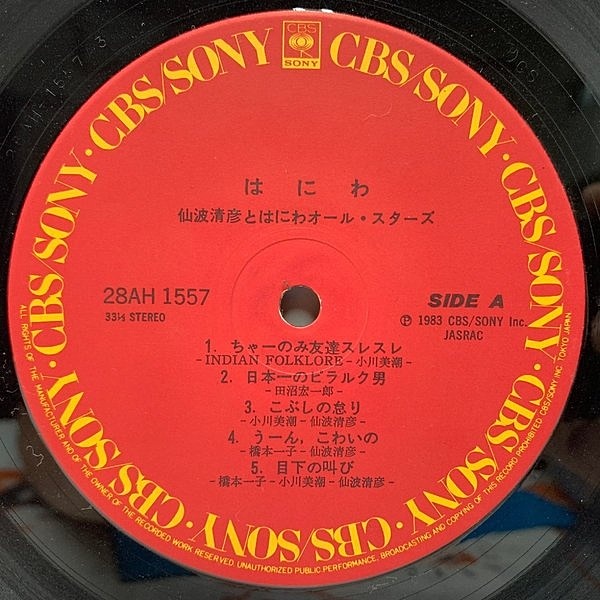 CBS
SONY
CBS/SONY · CBS/SONY · CBS/SONY · CBS/SONY · CBS/SONY · CBS/SONY · CBS/SONY
はにわ
仙波清彦とはにわオール・スターズ
28AH 1557
33⅓ STEREO
SIDE A
Ⓟ 1983 CBS/SONY Inc.
JASRAC
1. ちゃーのみ友達スレスレ
-INDIAN FOLKLORE-小川美潮-
2. 日本一のピラルク男
-田沼宏一郎-
3. こぶしの怠り
-小川美潮-仙波清彦-
4. うーん,こわいの
-橋本一子-仙波清彦-
5. 目下の叫び
-橋本一子-小川美潮-仙波清彦-
ALL RIGHTS OF THE MANUFACTURER AND OF THE OWNER OF THE RECORDED WORK RESERVED. UNAUTHORIZED PUBLIC PERFORMANCE, BROADCASTING AND COPYING OF THIS RECORD PROHIBITED CBS/SONY INC. TOKYO JAPAN